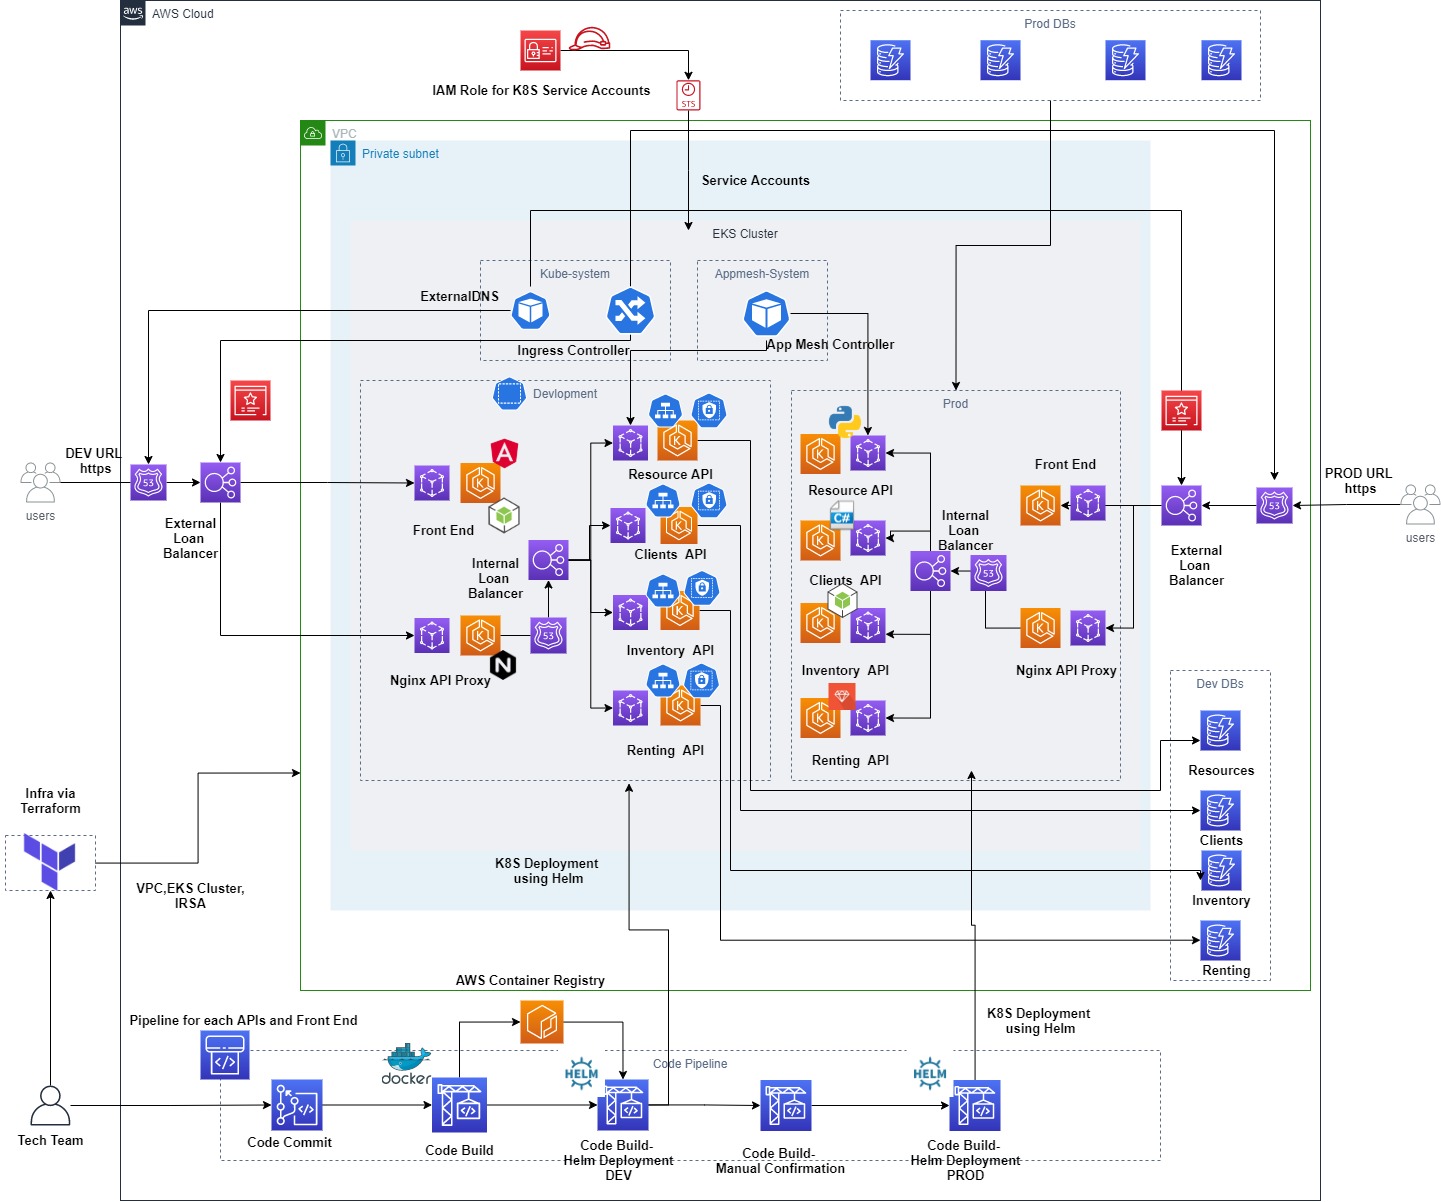 aws
AWS Cloud
Prod DBs
IAM Role for K8S Service Accounts
STS
VPC
Private subnet
Service Accounts
EKS Cluster
Kube-system
Appmesh-System
ExternalDNS
Ingress Controller
App Mesh Controller
Devlopment
Prod
DEV URL
https
53
users
External
Loan
Balancer
A
Front End
K
Resource API
K
Clients API
K
Internal
Loan
Balancer
Inventory API
K
Nginx API Proxy
K
N
53
Renting API
K
Resource API
K
C#
Clients API
K
Inventory API
K
Renting API
K
Front End
K
Internal
Loan
Balancer
53
Nginx API Proxy
K
External
Loan
Balancer
53
PROD URL
https
users
Dev DBs
Resources
Clients
Inventory
Renting
Infra via
Terraform
VPC,EKS Cluster,
IRSA
K8S Deployment
using Helm
AWS Container Registry
K8S Deployment
using Helm
Pipeline for each APIs and Front End
Code Pipeline
docker
HELM
HELM
Tech Team
Code Commit
Code Build
Code Build-
Helm Deployment
DEV
Code Build-
Manual Confirmation
Code Build-
Helm Deployment
PROD